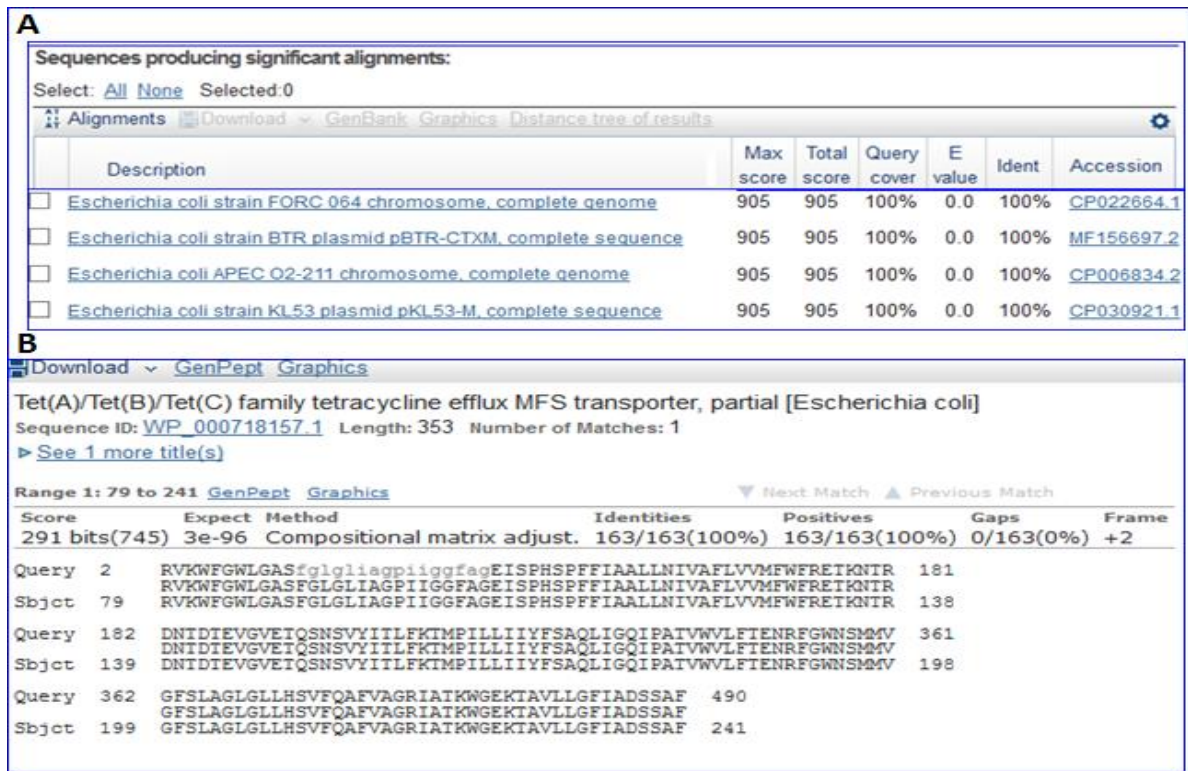 A
Sequences producing significant alignments:
Select: All None Selected:0
Alignments Download GenBank Graphics Distance tree of results
Description Max score Total score Query cover E value Ident Accession
Escherichia coli strain FORC 064 chromosome, complete genome 905 905 100% 0.0 100% CP022664.1
Escherichia coli strain BTR plasmid pBTR-CTXM, complete sequence 905 905 100% 0.0 100% MF156697.2
Escherichia coli APEC O2-211 chromosome, complete genome 905 905 100% 0.0 100% CP006834.2
Escherichia coli strain KL53 plasmid pKL53-M, complete sequence 905 905 100% 0.0 100% CP030921.1
B
Download GenPept Graphics
Tet(A)/Tet(B)/Tet(C) family tetracycline efflux MFS transporter, partial [Escherichia coli]
Sequence ID: WP_000718157.1 Length: 353 Number of Matches: 1
See 1 more title(s)
Range 1: 79 to 241 GenPept Graphics Next Match Previous Match
Score Expect Method Identities Positives Gaps Frame
291 bits(745) 3e-96 Compositional matrix adjust. 163/163(100%) 163/163(100%) 0/163(0%) +2
Query 2 RVKWFGWLGASfglgliagpiiggfagEISPHSPFFIAALLNIVAFLVVMFWFRETKNTR 181
RVKWFGWLGASFGLGLIAGPIIGGFAGEISPHSPFFIAALLNIVAFLVVMFWFRETKNTR
Sbjct 79 RVKWFGWLGASFGLGLIAGPIIGGFAGEISPHSPFFIAALLNIVAFLVVMFWFRETKNTR 138
Query 182 DNTDTEVGVETQSNSVYITLFKTMPILLIIYFSAQLIGQIPATVWVLFTENRFGWNSMMV 361
DNTDTEVGVETQSNSVYITLFKTMPILLIIYFSAQLIGQIPATVWVLFTENRFGWNSMMV
Sbjct 139 DNTDTEVGVETQSNSVYITLFKTMPILLIIYFSAQLIGQIPATVWVLFTENRFGWNSMMV 198
Query 362 GFSLAGLGLLHSVFQAFVAGRIATKWGEKTAVLLGFIADSSAF 490
GFSLAGLGLLHSVFQAFVAGRIATKWGEKTAVLLGFIADSSAF
Sbjct 199 GFSLAGLGLLHSVFQAFVAGRIATKWGEKTAVLLGFIADSSAF 241